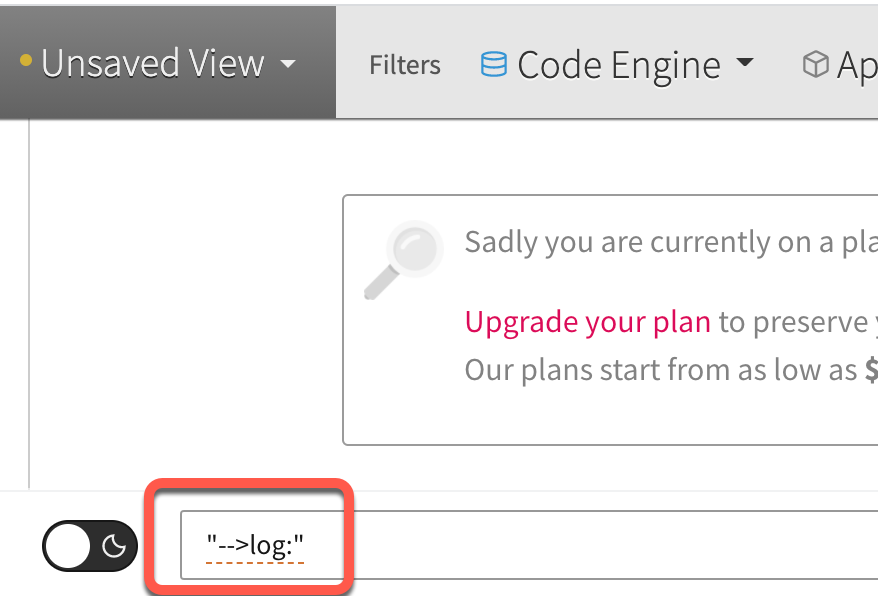 Unsaved View
Filters
Code Engine
Ap
Sadly you are currently on a pla
Upgrade your plan to preserve
Our plans start from as low as $
"-->log:"